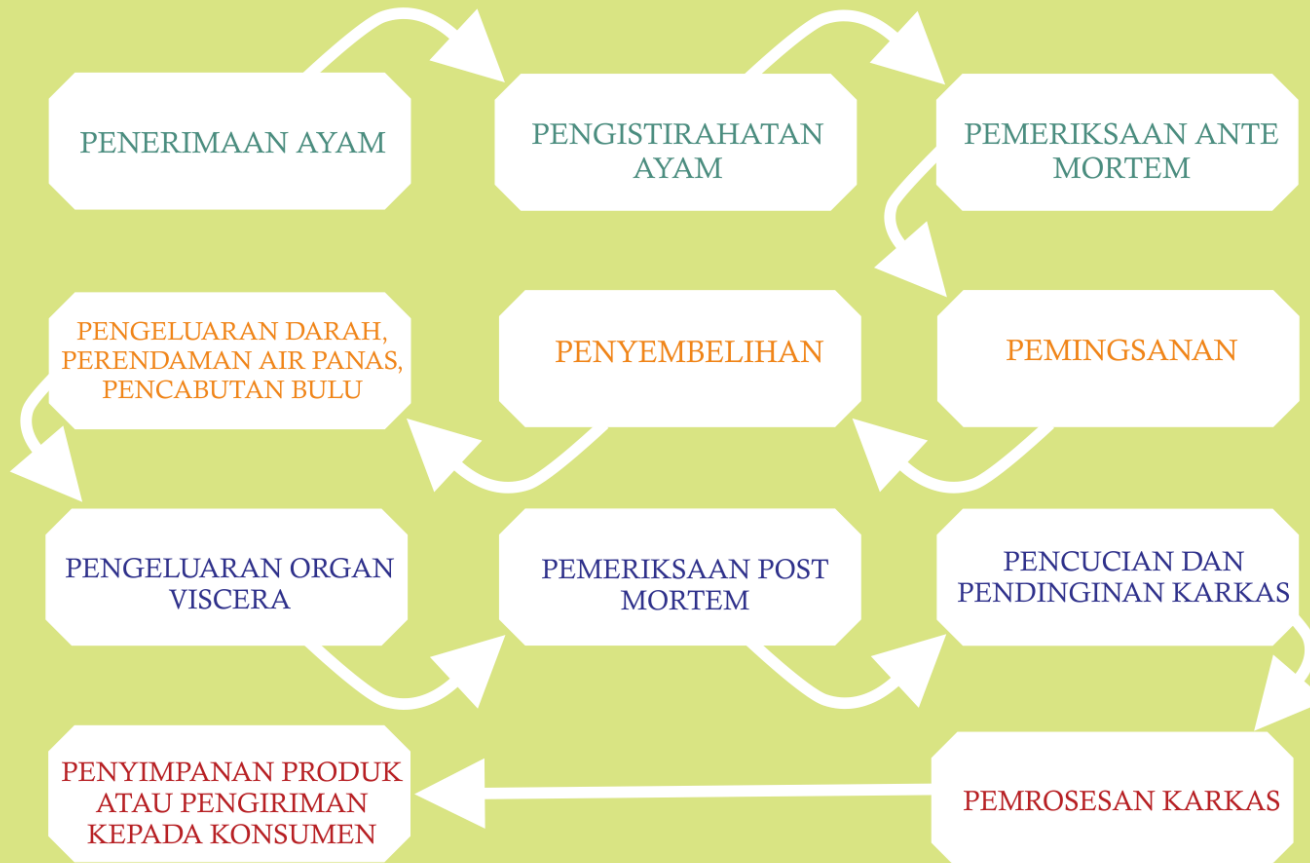 PENERIMAAN AYAM
PENGISTIRAHATAN
AYAM
PEMERIKSAAN ANTE
MORTEM
PEMINGSANAN
PENYEMBELIHAN
PENGELUARAN DARAH,
PERENDAMAN AIR PANAS,
PENCABUTAN BULU
PENGELUARAN ORGAN
VISCERA
PEMERIKSAAN POST
MORTEM
PENCUCIAN DAN
PENDINGINAN KARKAS
PEMROSESAN KARKAS
PENYIMPANAN PRODUK
ATAU PENGIRIMAN
KEPADA KONSUMEN